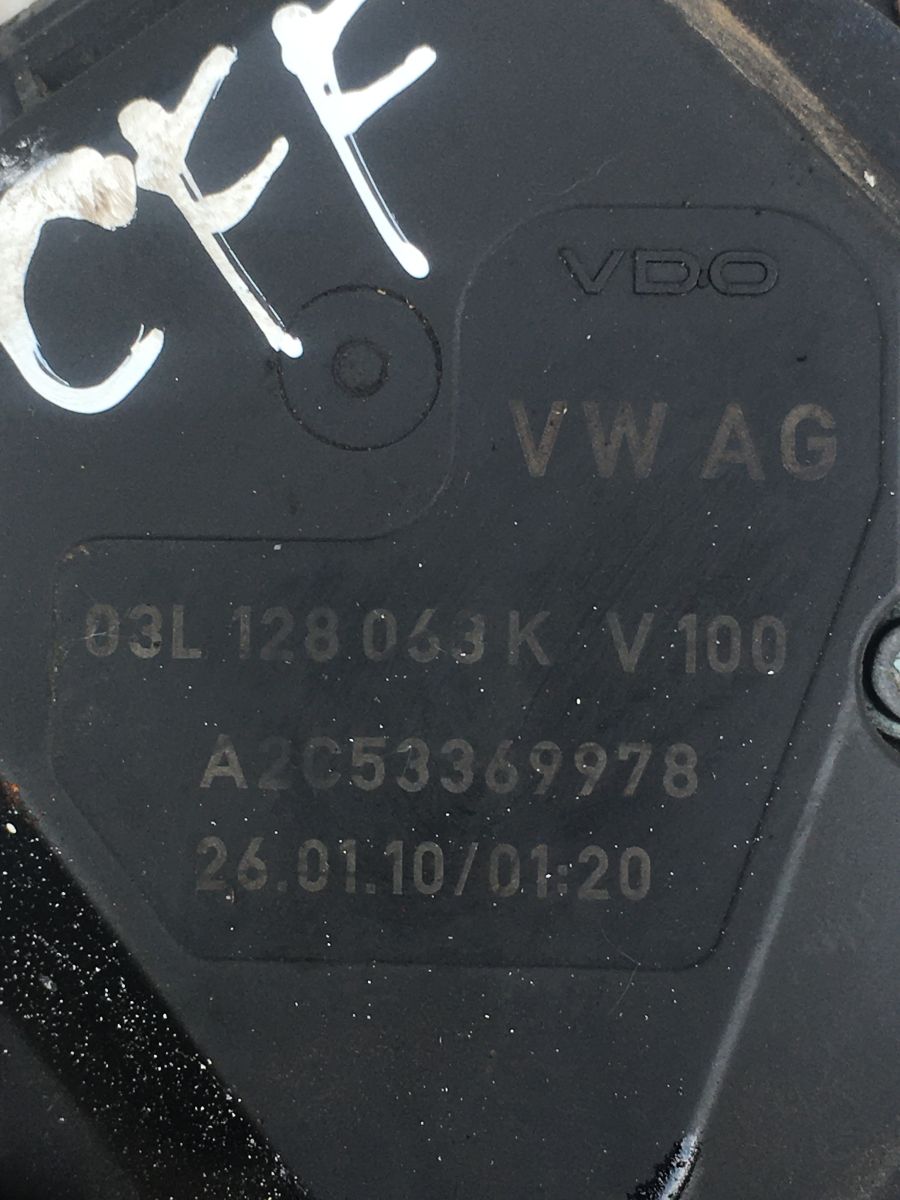 CFF
VDO
VW AG
03L 128 063 K V 100
A2C53369978
26.01.10/01:20